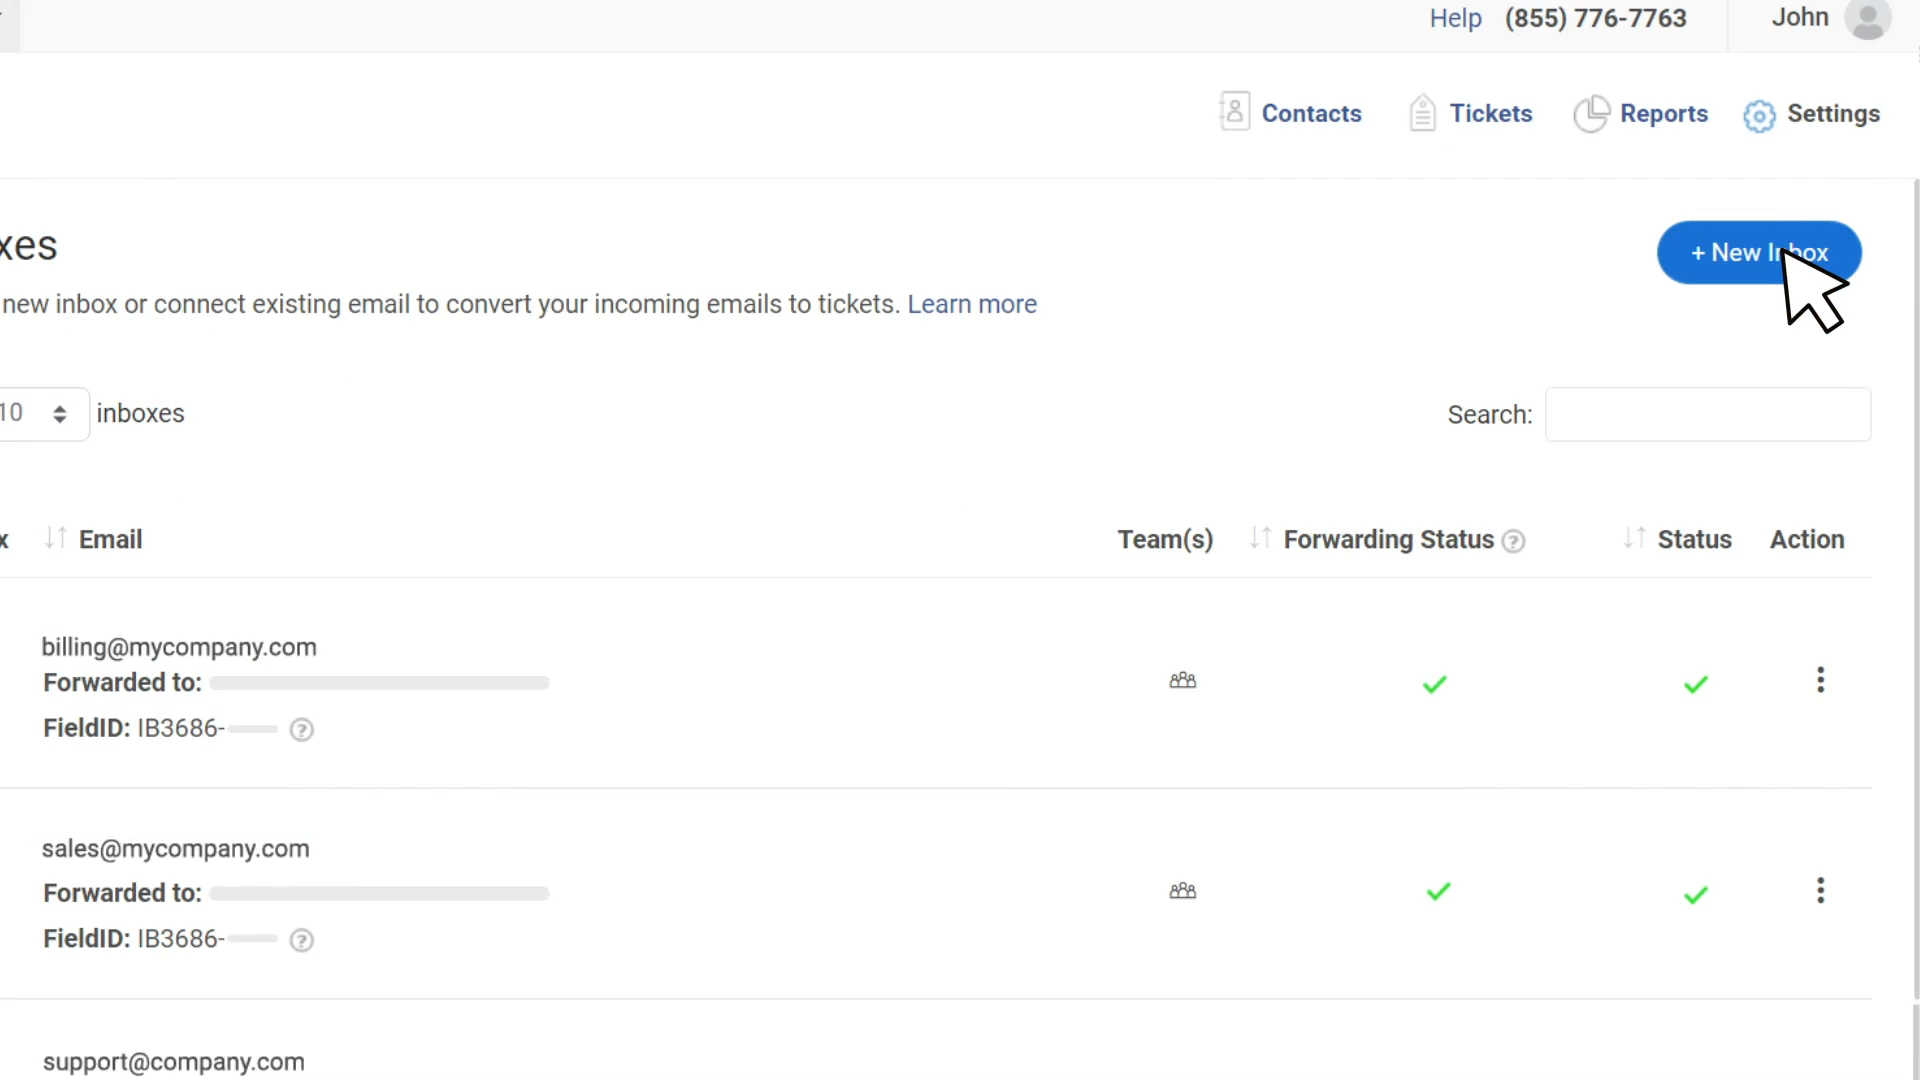 Help (855) 776-7763 John
Contacts Tickets Reports Settings
xes + New Inbox
new inbox or connect existing email to convert your incoming emails to tickets. Learn more
10 inboxes Search:
x Email Team(s) Forwarding Status ? Status Action
billing@mycompany.com
Forwarded to:
FieldID: IB3686- ?
sales@mycompany.com
Forwarded to:
FieldID: IB3686- ?
support@company.com